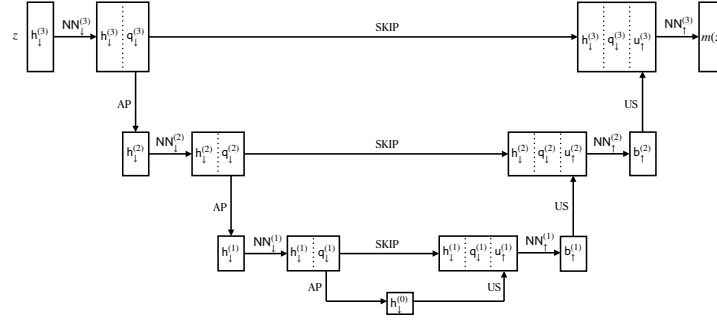 z h↓^(3) NN↓^(3) h↓^(3) q↓^(3) SKIP h↓^(3) q↓^(3) u↑^(3) NN↑^(3) m(z
AP US
h↓^(2) NN↓^(2) h↓^(2) q↓^(2) SKIP h↓^(2) q↓^(2) u↑^(2) NN↑^(2) b↑^(2)
AP US
h↓^(1) NN↓^(1) h↓^(1) q↓^(1) SKIP h↓^(1) q↓^(1) u↑^(1) NN↑^(1) b↑^(1)
AP h↓^(0) US